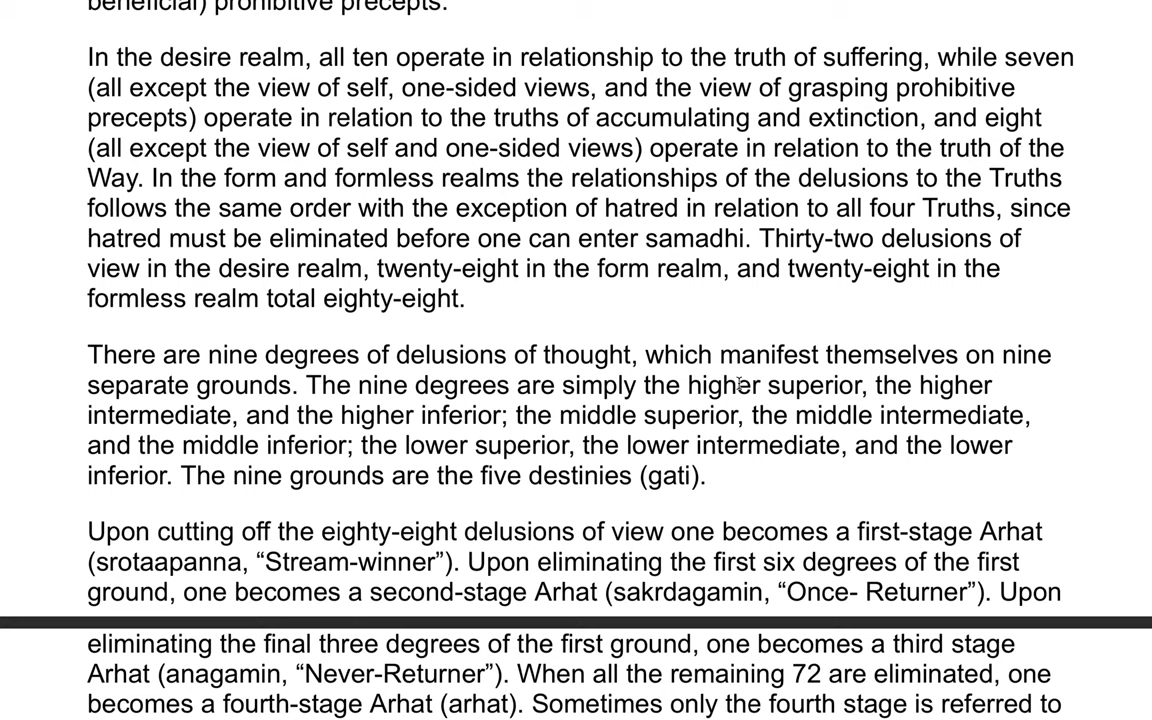 beneficial) prohibitive precepts.
In the desire realm, all ten operate in relationship to the truth of suffering, while seven
(all except the view of self, one-sided views, and the view of grasping prohibitive
precepts) operate in relation to the truths of accumulating and extinction, and eight
(all except the view of self and one-sided views) operate in relation to the truth of the
Way. In the form and formless realms the relationships of the delusions to the Truths
follows the same order with the exception of hatred in relation to all four Truths, since
hatred must be eliminated before one can enter samadhi. Thirty-two delusions of
view in the desire realm, twenty-eight in the form realm, and twenty-eight in the
formless realm total eighty-eight.
There are nine degrees of delusions of thought, which manifest themselves on nine
separate grounds. The nine degrees are simply the higher superior, the higher
intermediate, and the higher inferior; the middle superior, the middle intermediate,
and the middle inferior; the lower superior, the lower intermediate, and the lower
inferior. The nine grounds are the five destinies (gati).
Upon cutting off the eighty-eight delusions of view one becomes a first-stage Arhat
(srotaapanna, “Stream-winner”). Upon eliminating the first six degrees of the first
ground, one becomes a second-stage Arhat (sakrdagamin, “Once- Returner”). Upon
eliminating the final three degrees of the first ground, one becomes a third stage
Arhat (anagamin, “Never-Returner”). When all the remaining 72 are eliminated, one
becomes a fourth-stage Arhat (arhat). Sometimes only the fourth stage is referred to